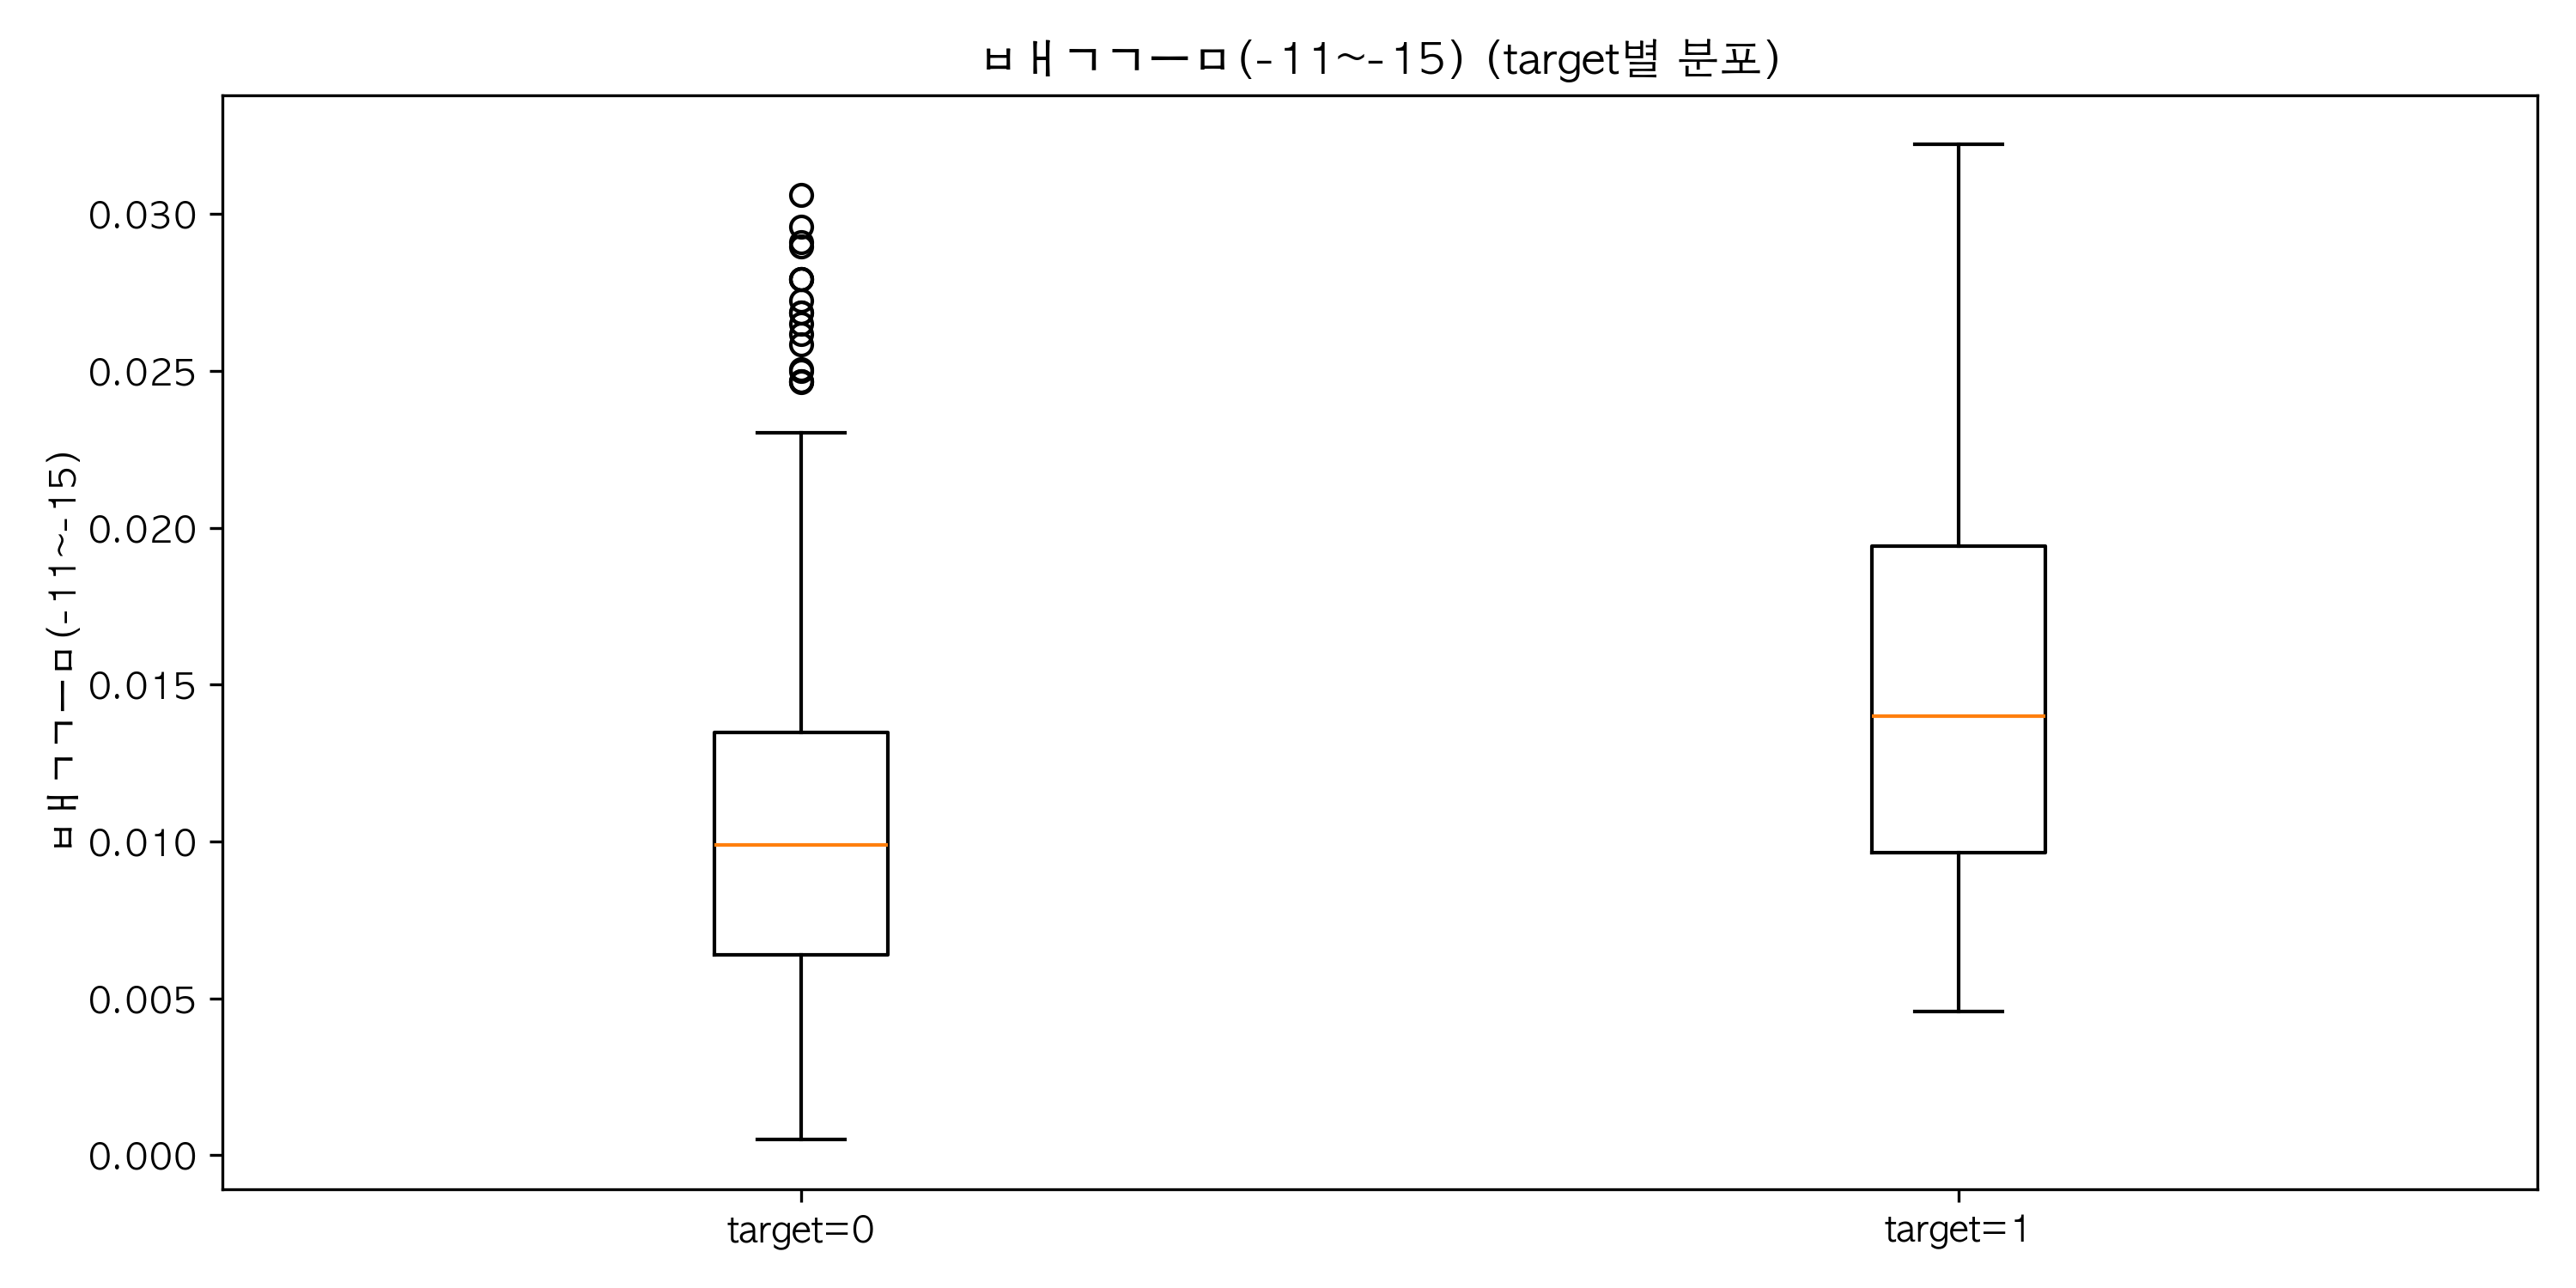 ㅂㅐㄱㄱㅡㅁ(-11~-15) (target별 분포)
ㅂㅐㄱㄱㅡㅁ(-11~-15)
0.030
0.025
0.020
0.015
0.010
0.005
0.000
target=0
target=1